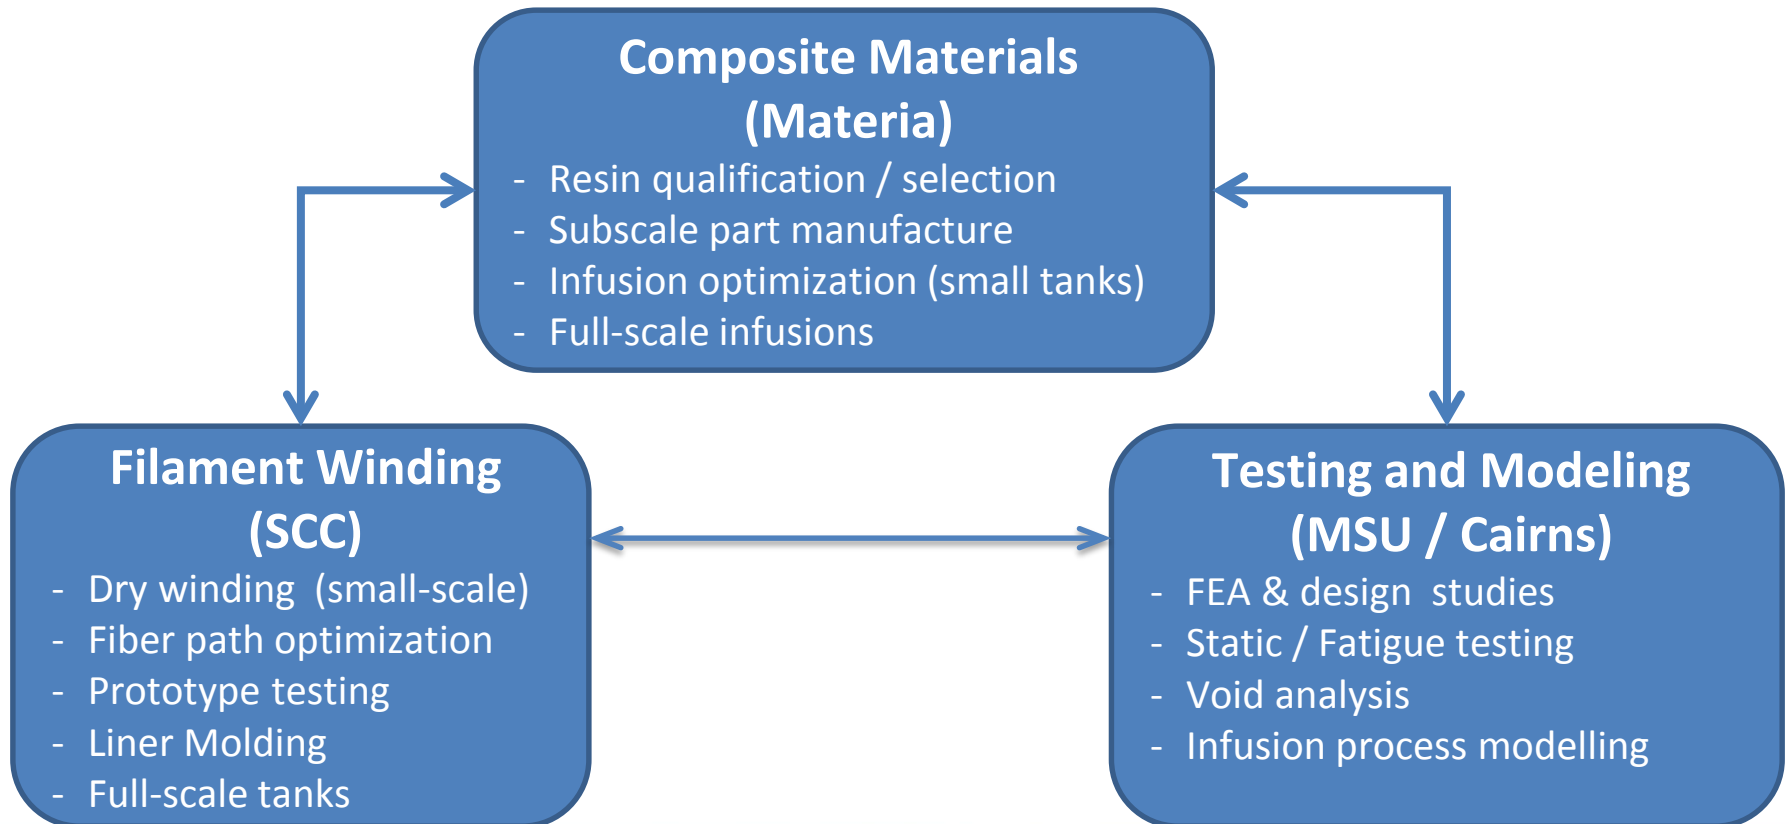 Composite Materials
(Materia)
- Resin qualification / selection
- Subscale part manufacture
- Infusion optimization (small tanks)
- Full-scale infusions
Filament Winding
(SCC)
- Dry winding  (small-scale)
- Fiber path optimization
- Prototype testing
- Liner Molding
- Full-scale tanks
Testing and Modeling
(MSU / Cairns)
- FEA & design  studies
- Static / Fatigue testing
- Void analysis
- Infusion process modelling